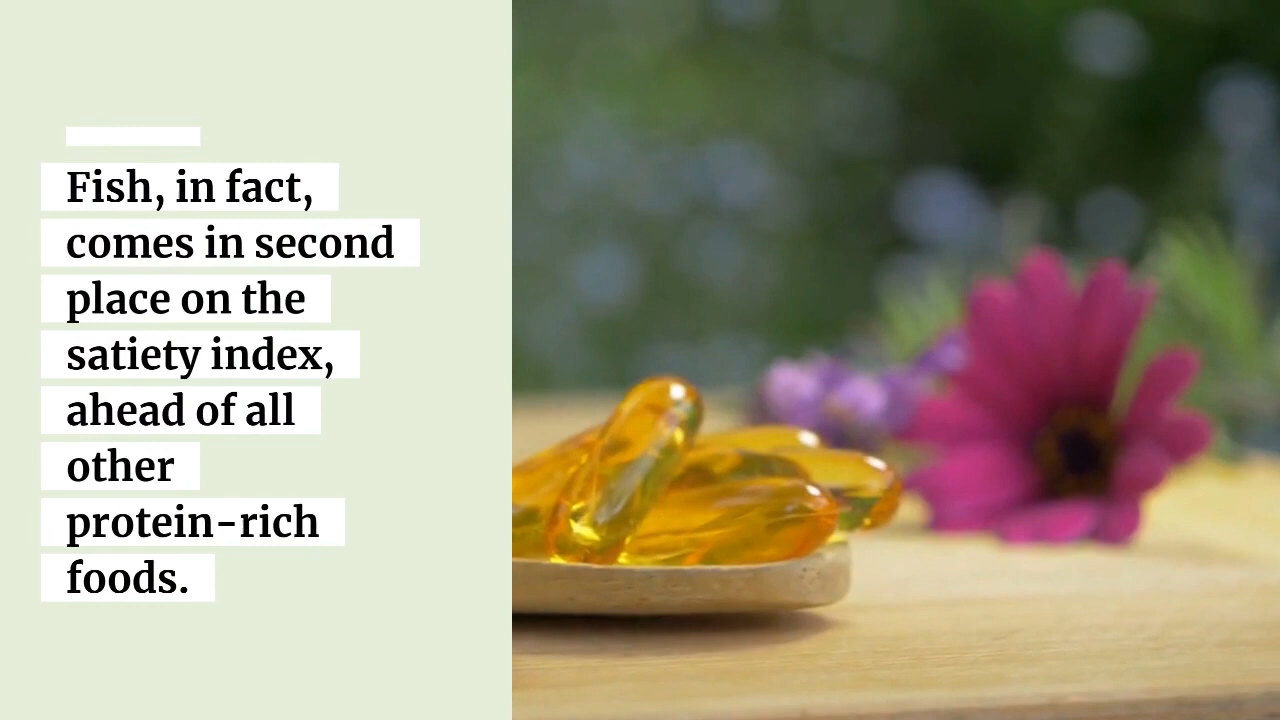 Fish, in fact,
comes in second
place on the
satiety index,
ahead of all
other
protein-rich
foods.